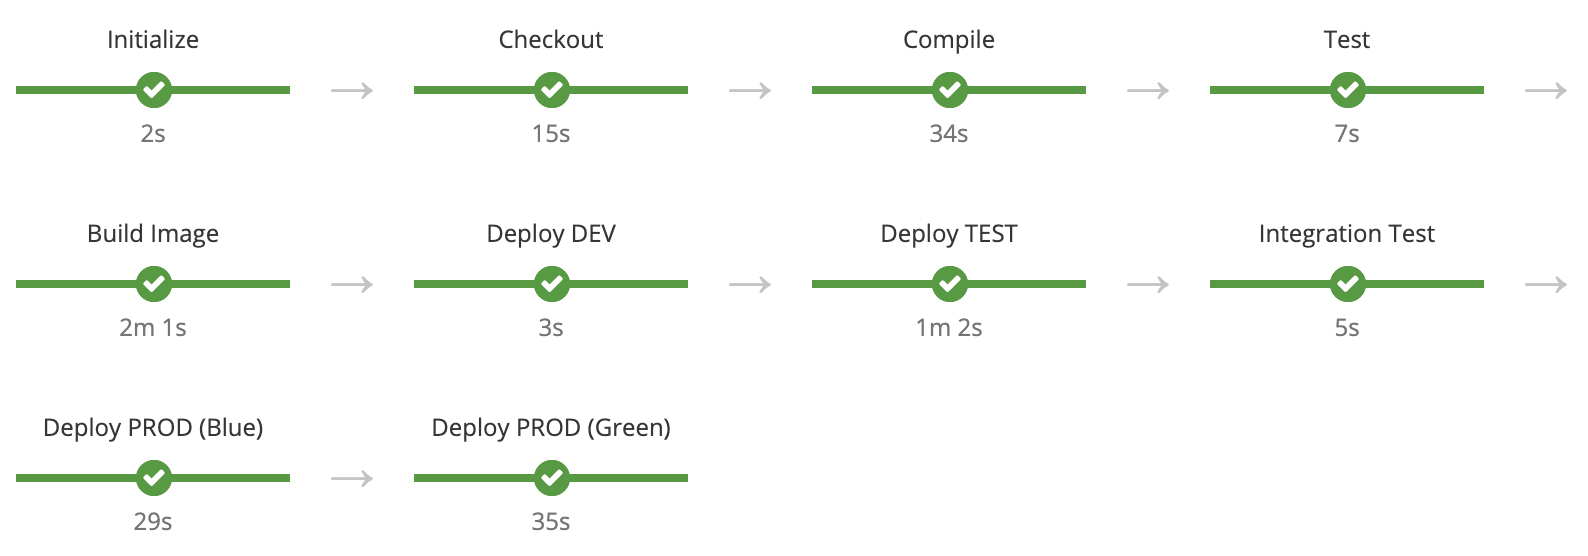 Initialize
Checkout
Compile
Test
2s
15s
34s
7s
Build Image
Deploy DEV
Deploy TEST
Integration Test
2m 1s
3s
1m 2s
5s
Deploy PROD (Blue)
Deploy PROD (Green)
29s
35s